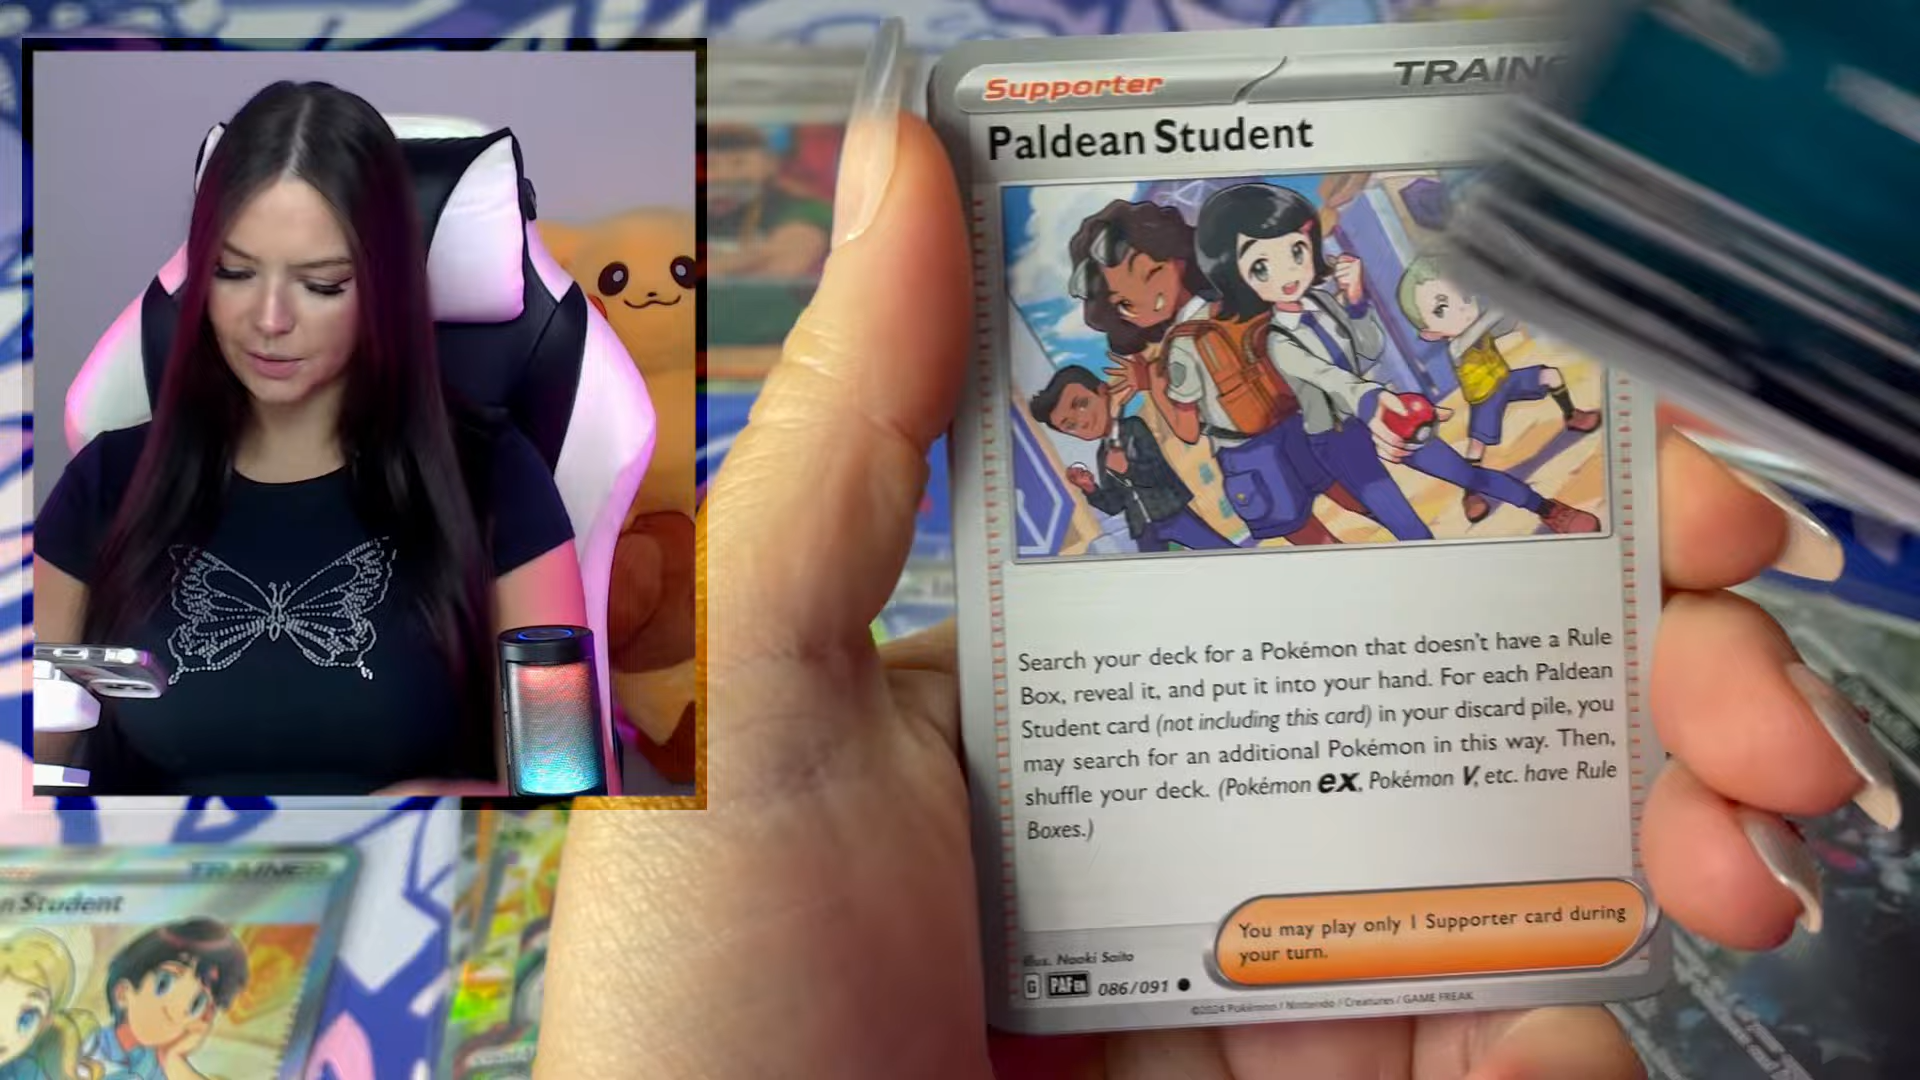 Supporter
TRAIN
Paldean Student
Search your deck for a Pokémon that doesn't have a Rule
Box, reveal it, and put it into your hand. For each Paldean
Student card (not including this card) in your discard pile, you
may search for an additional Pokémon in this way. Then,
shuffle your deck. (Pokémon ex, Pokémon V, etc. have Rule
Boxes.)
You may play only 1 Supporter card during
your turn.
Illus. Naoki Saito
G PAF EN 086/091
©2024 Pokémon / Nintendo / Creatures / GAME FREAK
TRAINER
n Student